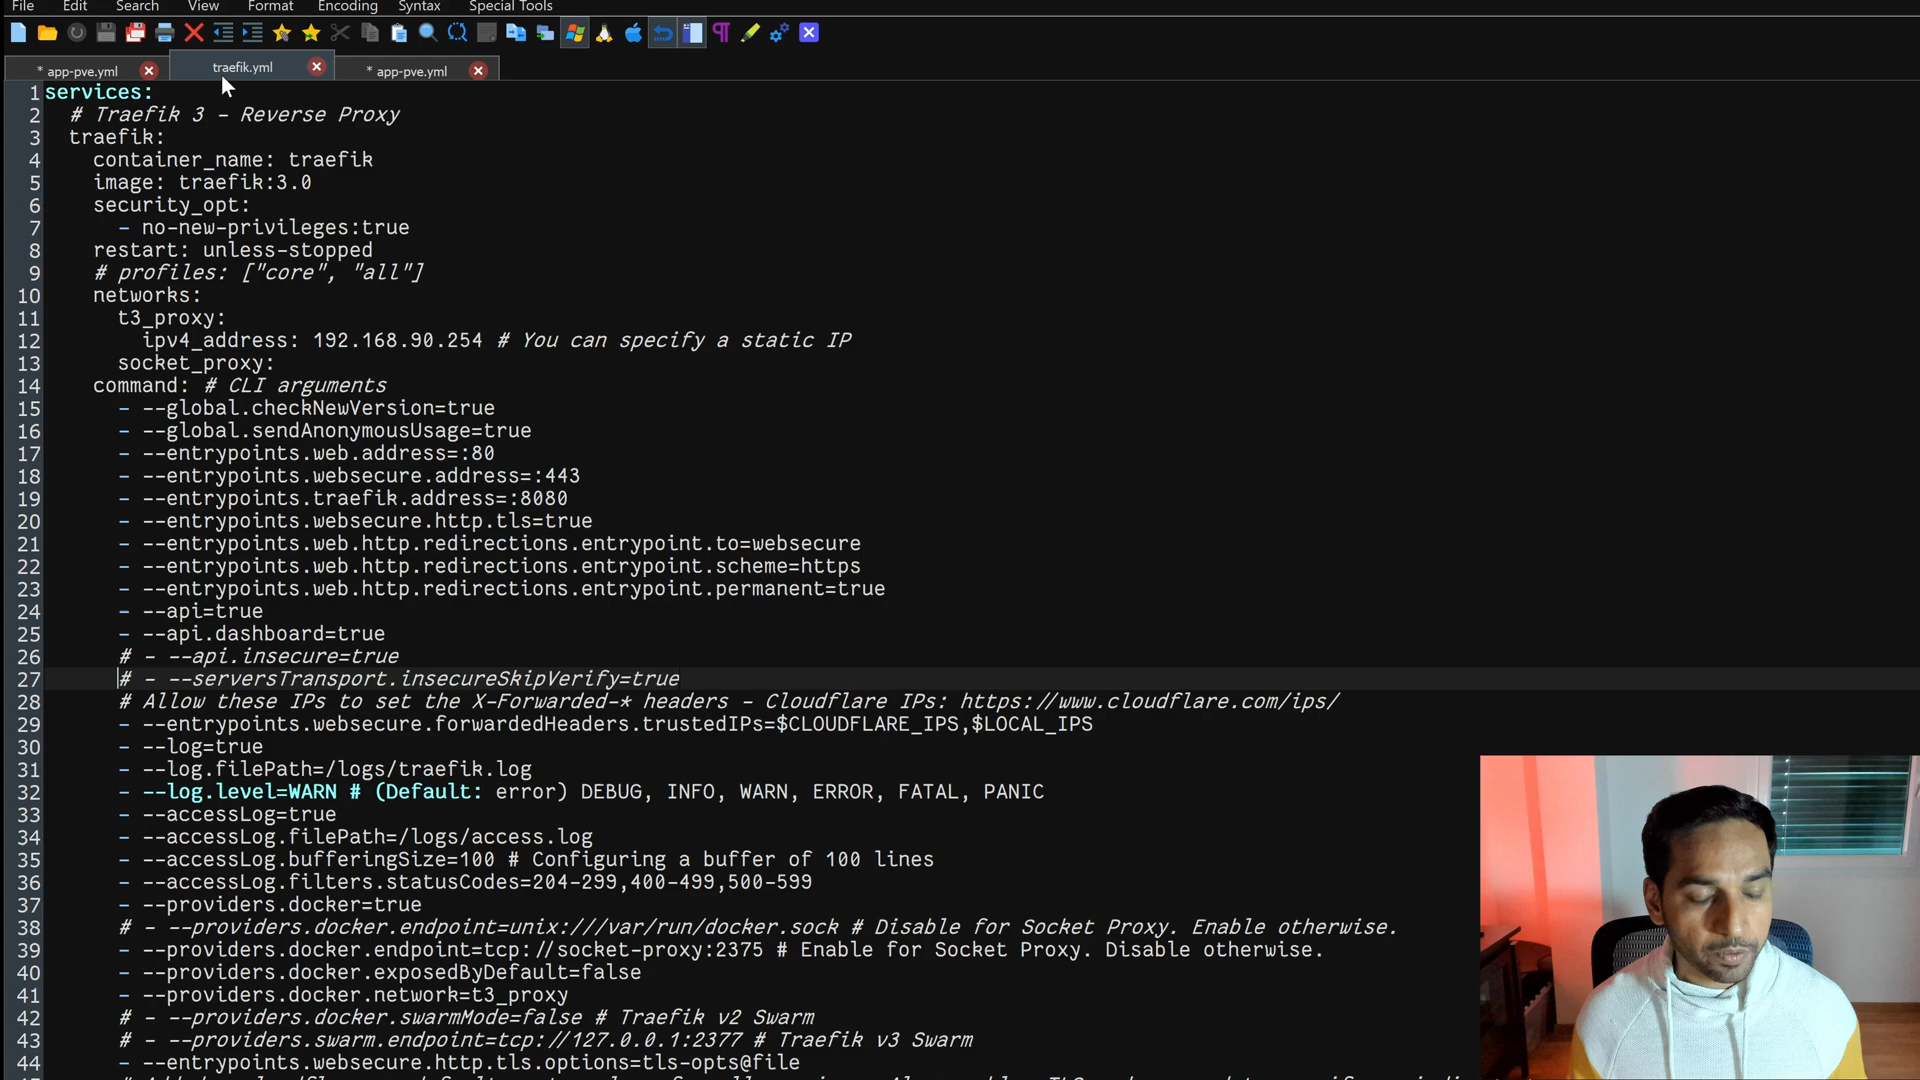 File Edit Search View Format Encoding Syntax Special Tools
* app-pve.yml traefik.yml * app-pve.yml
1 services:
2 # Traefik 3 - Reverse Proxy
3 traefik:
4 container_name: traefik
5 image: traefik:3.0
6 security_opt:
7 - no-new-privileges:true
8 restart: unless-stopped
9 # profiles: ["core", "all"]
10 networks:
11 t3_proxy:
12 ipv4_address: 192.168.90.254 # You can specify a static IP
13 socket_proxy:
14 command: # CLI arguments
15 - --global.checkNewVersion=true
16 - --global.sendAnonymousUsage=true
17 - --entrypoints.web.address=:80
18 - --entrypoints.websecure.address=:443
19 - --entrypoints.traefik.address=:8080
20 - --entrypoints.websecure.http.tls=true
21 - --entrypoints.web.http.redirections.entrypoint.to=websecure
22 - --entrypoints.web.http.redirections.entrypoint.scheme=https
23 - --entrypoints.web.http.redirections.entrypoint.permanent=true
24 - --api=true
25 - --api.dashboard=true
26 # - --api.insecure=true
27 # - --serversTransport.insecureSkipVerify=true
28 # Allow these IPs to set the X-Forwarded-* headers - Cloudflare IPs: https://www.cloudflare.com/ips/
29 - --entrypoints.websecure.forwardedHeaders.trustedIPs=$CLOUDFLARE_IPS,$LOCAL_IPS
30 - --log=true
31 - --log.filePath=/logs/traefik.log
32 - --log.level=WARN # (Default: error) DEBUG, INFO, WARN, ERROR, FATAL, PANIC
33 - --accessLog=true
34 - --accessLog.filePath=/logs/access.log
35 - --accessLog.bufferingSize=100 # Configuring a buffer of 100 lines
36 - --accessLog.filters.statusCodes=204-299,400-499,500-599
37 - --providers.docker=true
38 # - --providers.docker.endpoint=unix:///var/run/docker.sock # Disable for Socket Proxy. Enable otherwise.
39 - --providers.docker.endpoint=tcp://socket-proxy:2375 # Enable for Socket Proxy. Disable otherwise.
40 - --providers.docker.exposedByDefault=false
41 - --providers.docker.network=t3_proxy
42 # - --providers.docker.swarmMode=false # Traefik v2 Swarm
43 # - --providers.swarm.endpoint=tcp://127.0.0.1:2377 # Traefik v3 Swarm
44 - --entrypoints.websecure.http.tls.options=tls-opts@file